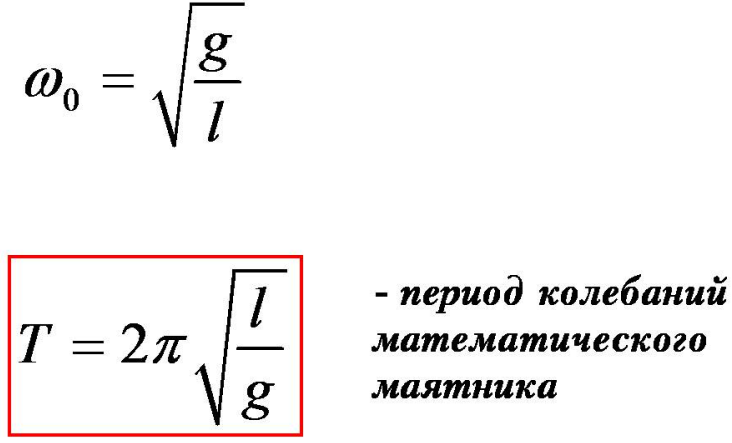 ω₀ = √(g/l)
T = 2π √(l/g)
- период колебаний
математического
маятника